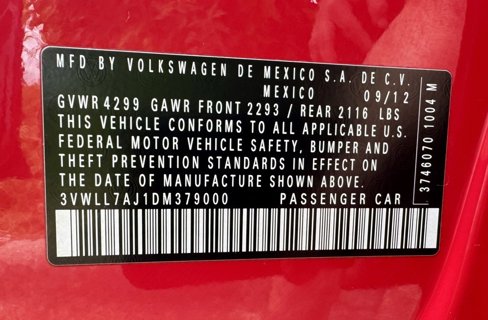 MFD BY VOLKSWAGEN DE MEXICO S.A. DE C.V.
MEXICO 09/12
GVWR 4299 GAWR FRONT 2293 / REAR 2116 LBS
THIS VEHICLE CONFORMS TO ALL APPLICABLE U.S.
FEDERAL MOTOR VEHICLE SAFETY, BUMPER AND
THEFT PREVENTION STANDARDS IN EFFECT ON
THE DATE OF MANUFACTURE SHOWN ABOVE.
3VWLL7AJ1DM379000 PASSENGER CAR
3746070 1004 M